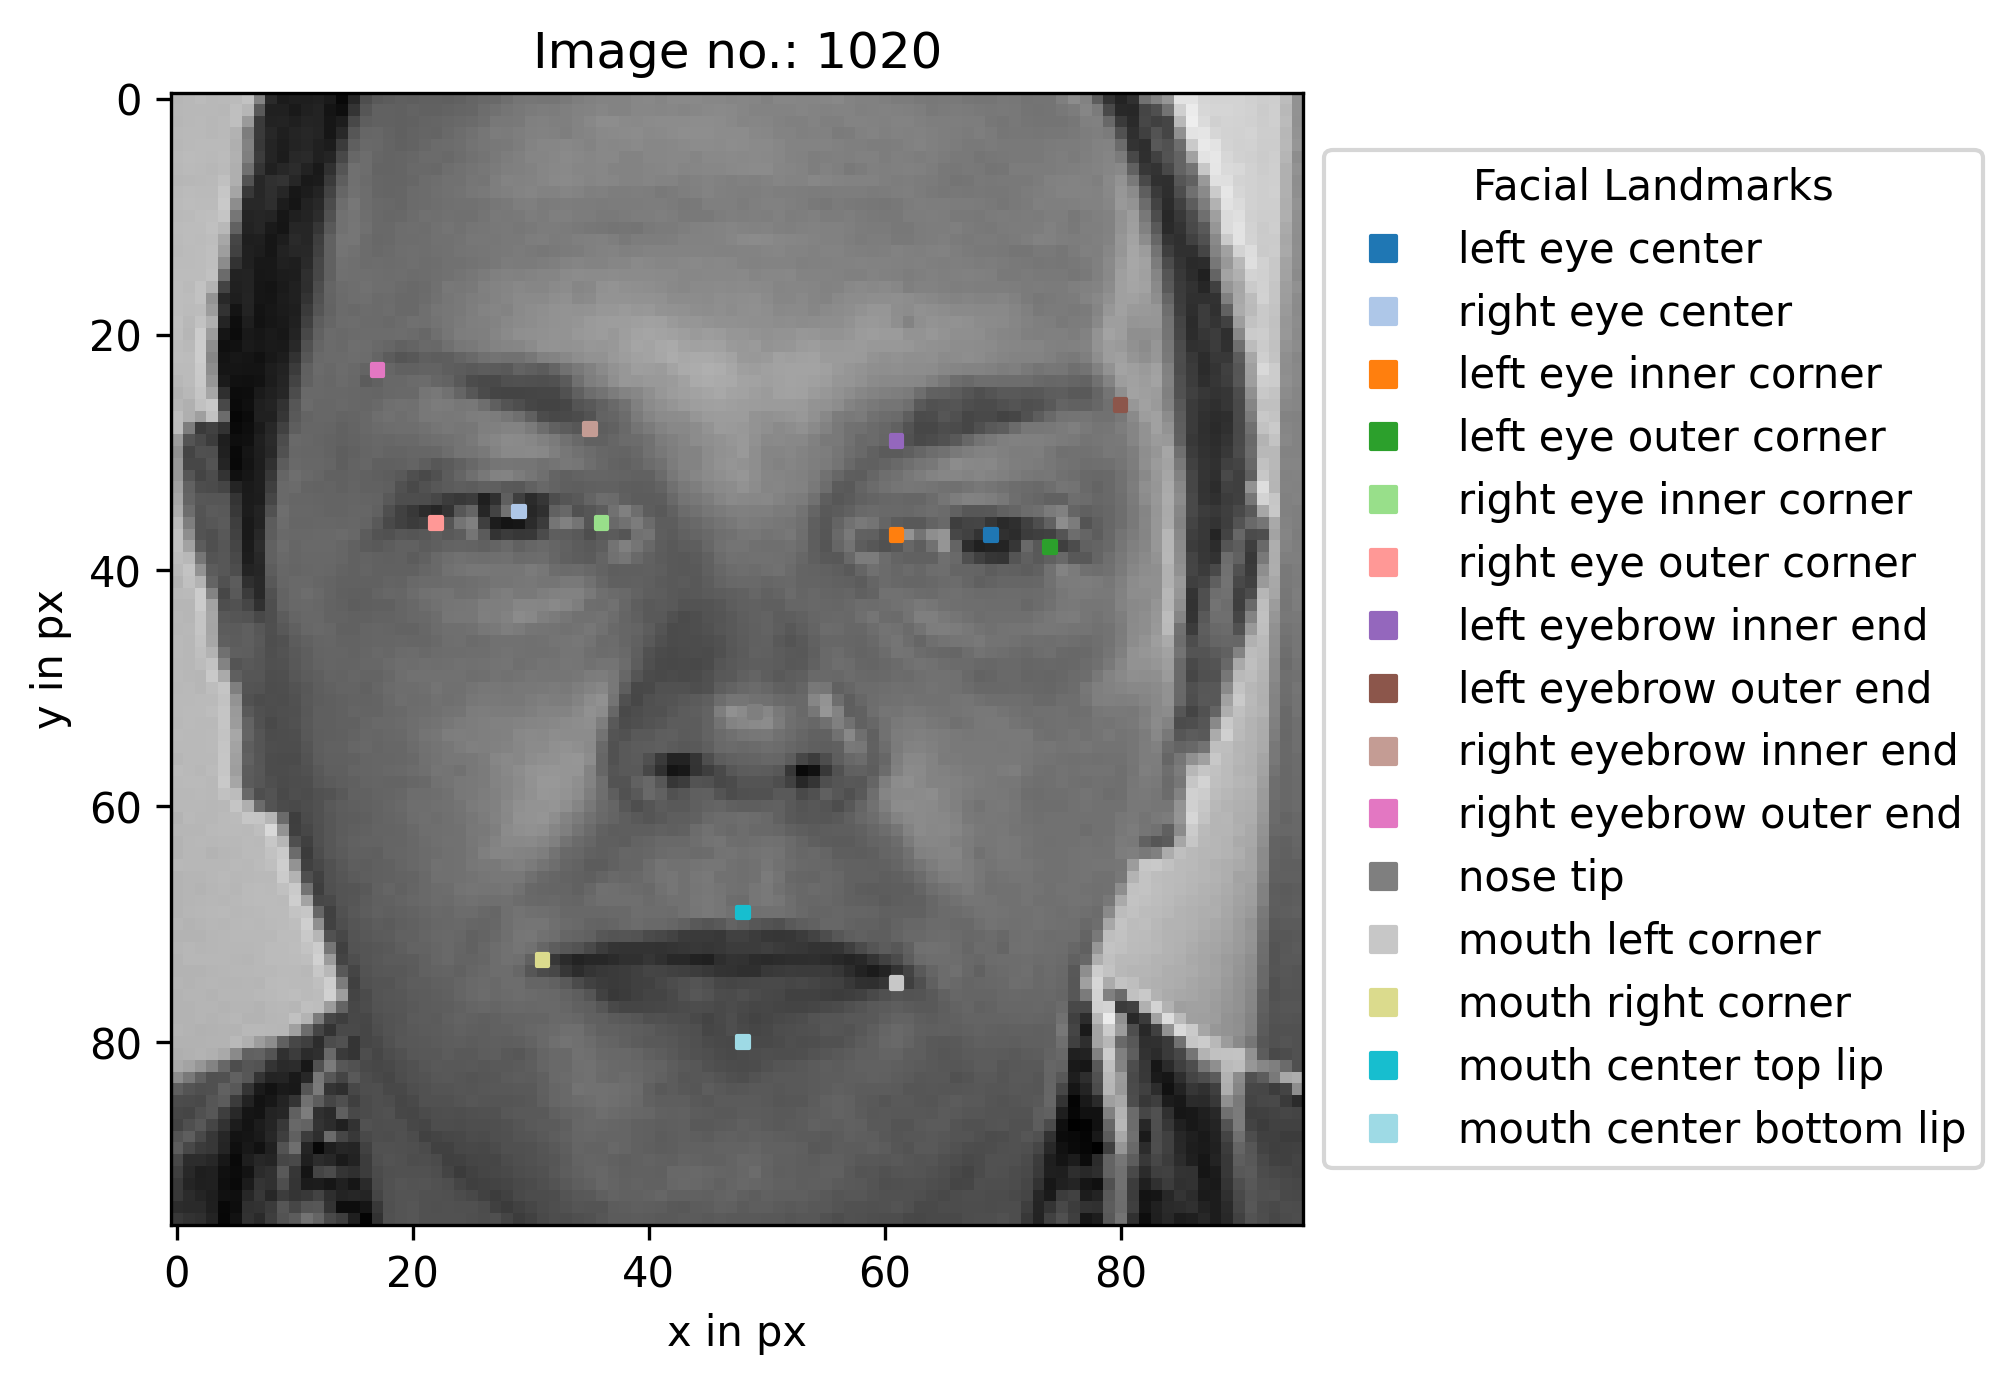 Image no.: 1020
0
20
40
60
80
y in px
0 20 40 60 80
x in px
Facial Landmarks
left eye center
right eye center
left eye inner corner
left eye outer corner
right eye inner corner
right eye outer corner
left eyebrow inner end
left eyebrow outer end
right eyebrow inner end
right eyebrow outer end
nose tip
mouth left corner
mouth right corner
mouth center top lip
mouth center bottom lip